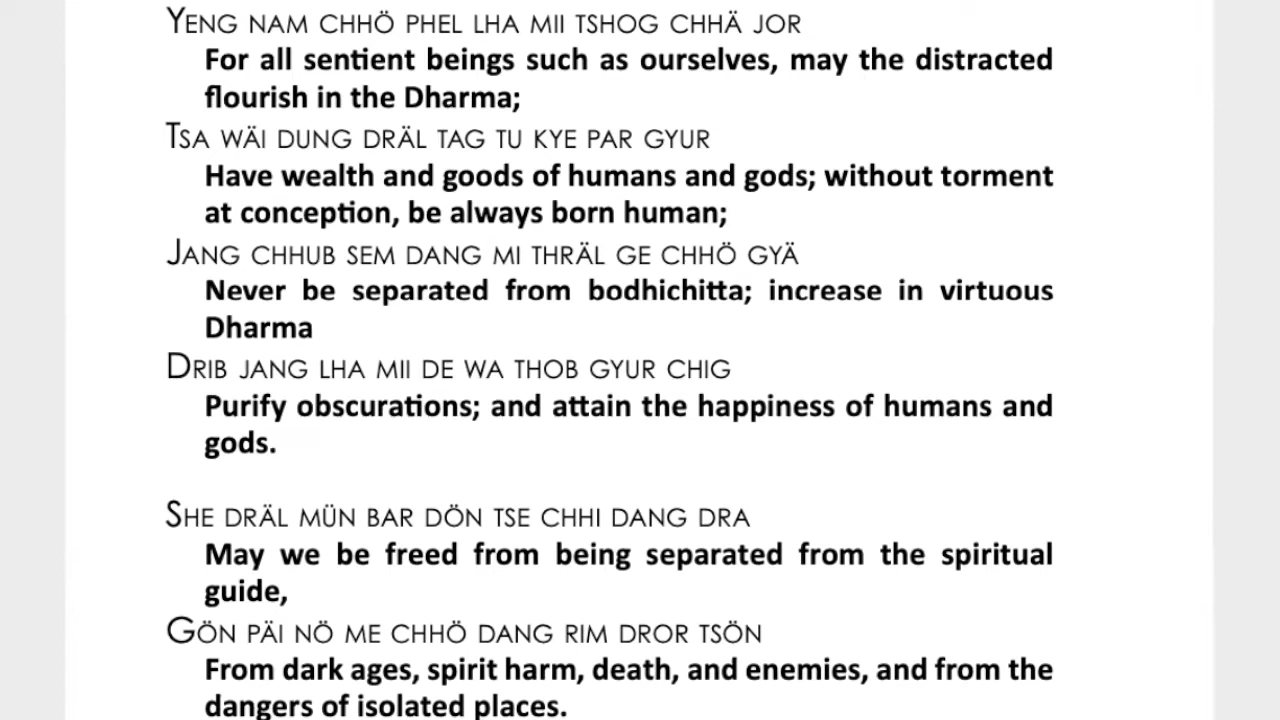 YENG NAM CHHÖ PHEL LHA MII TSHOG CHHÄ JOR
For all sentient beings such as ourselves, may the distracted
flourish in the Dharma;
TSA WÄI DUNG DRÄL TAG TU KYE PAR GYUR
Have wealth and goods of humans and gods; without torment
at conception, be always born human;
JANG CHHUB SEM DANG MI THRÄL GE CHHÖ GYÄ
Never be separated from bodhichitta; increase in virtuous
Dharma
DRIB JANG LHA MII DE WA THOB GYUR CHIG
Purify obscurations; and attain the happiness of humans and
gods.
SHE DRÄL MÜN BAR DÖN TSE CHHI DANG DRA
May we be freed from being separated from the spiritual
guide,
GÖN PÄI NÖ ME CHHÖ DANG RIM DROR TSÖN
From dark ages, spirit harm, death, and enemies, and from the
dangers of isolated places.